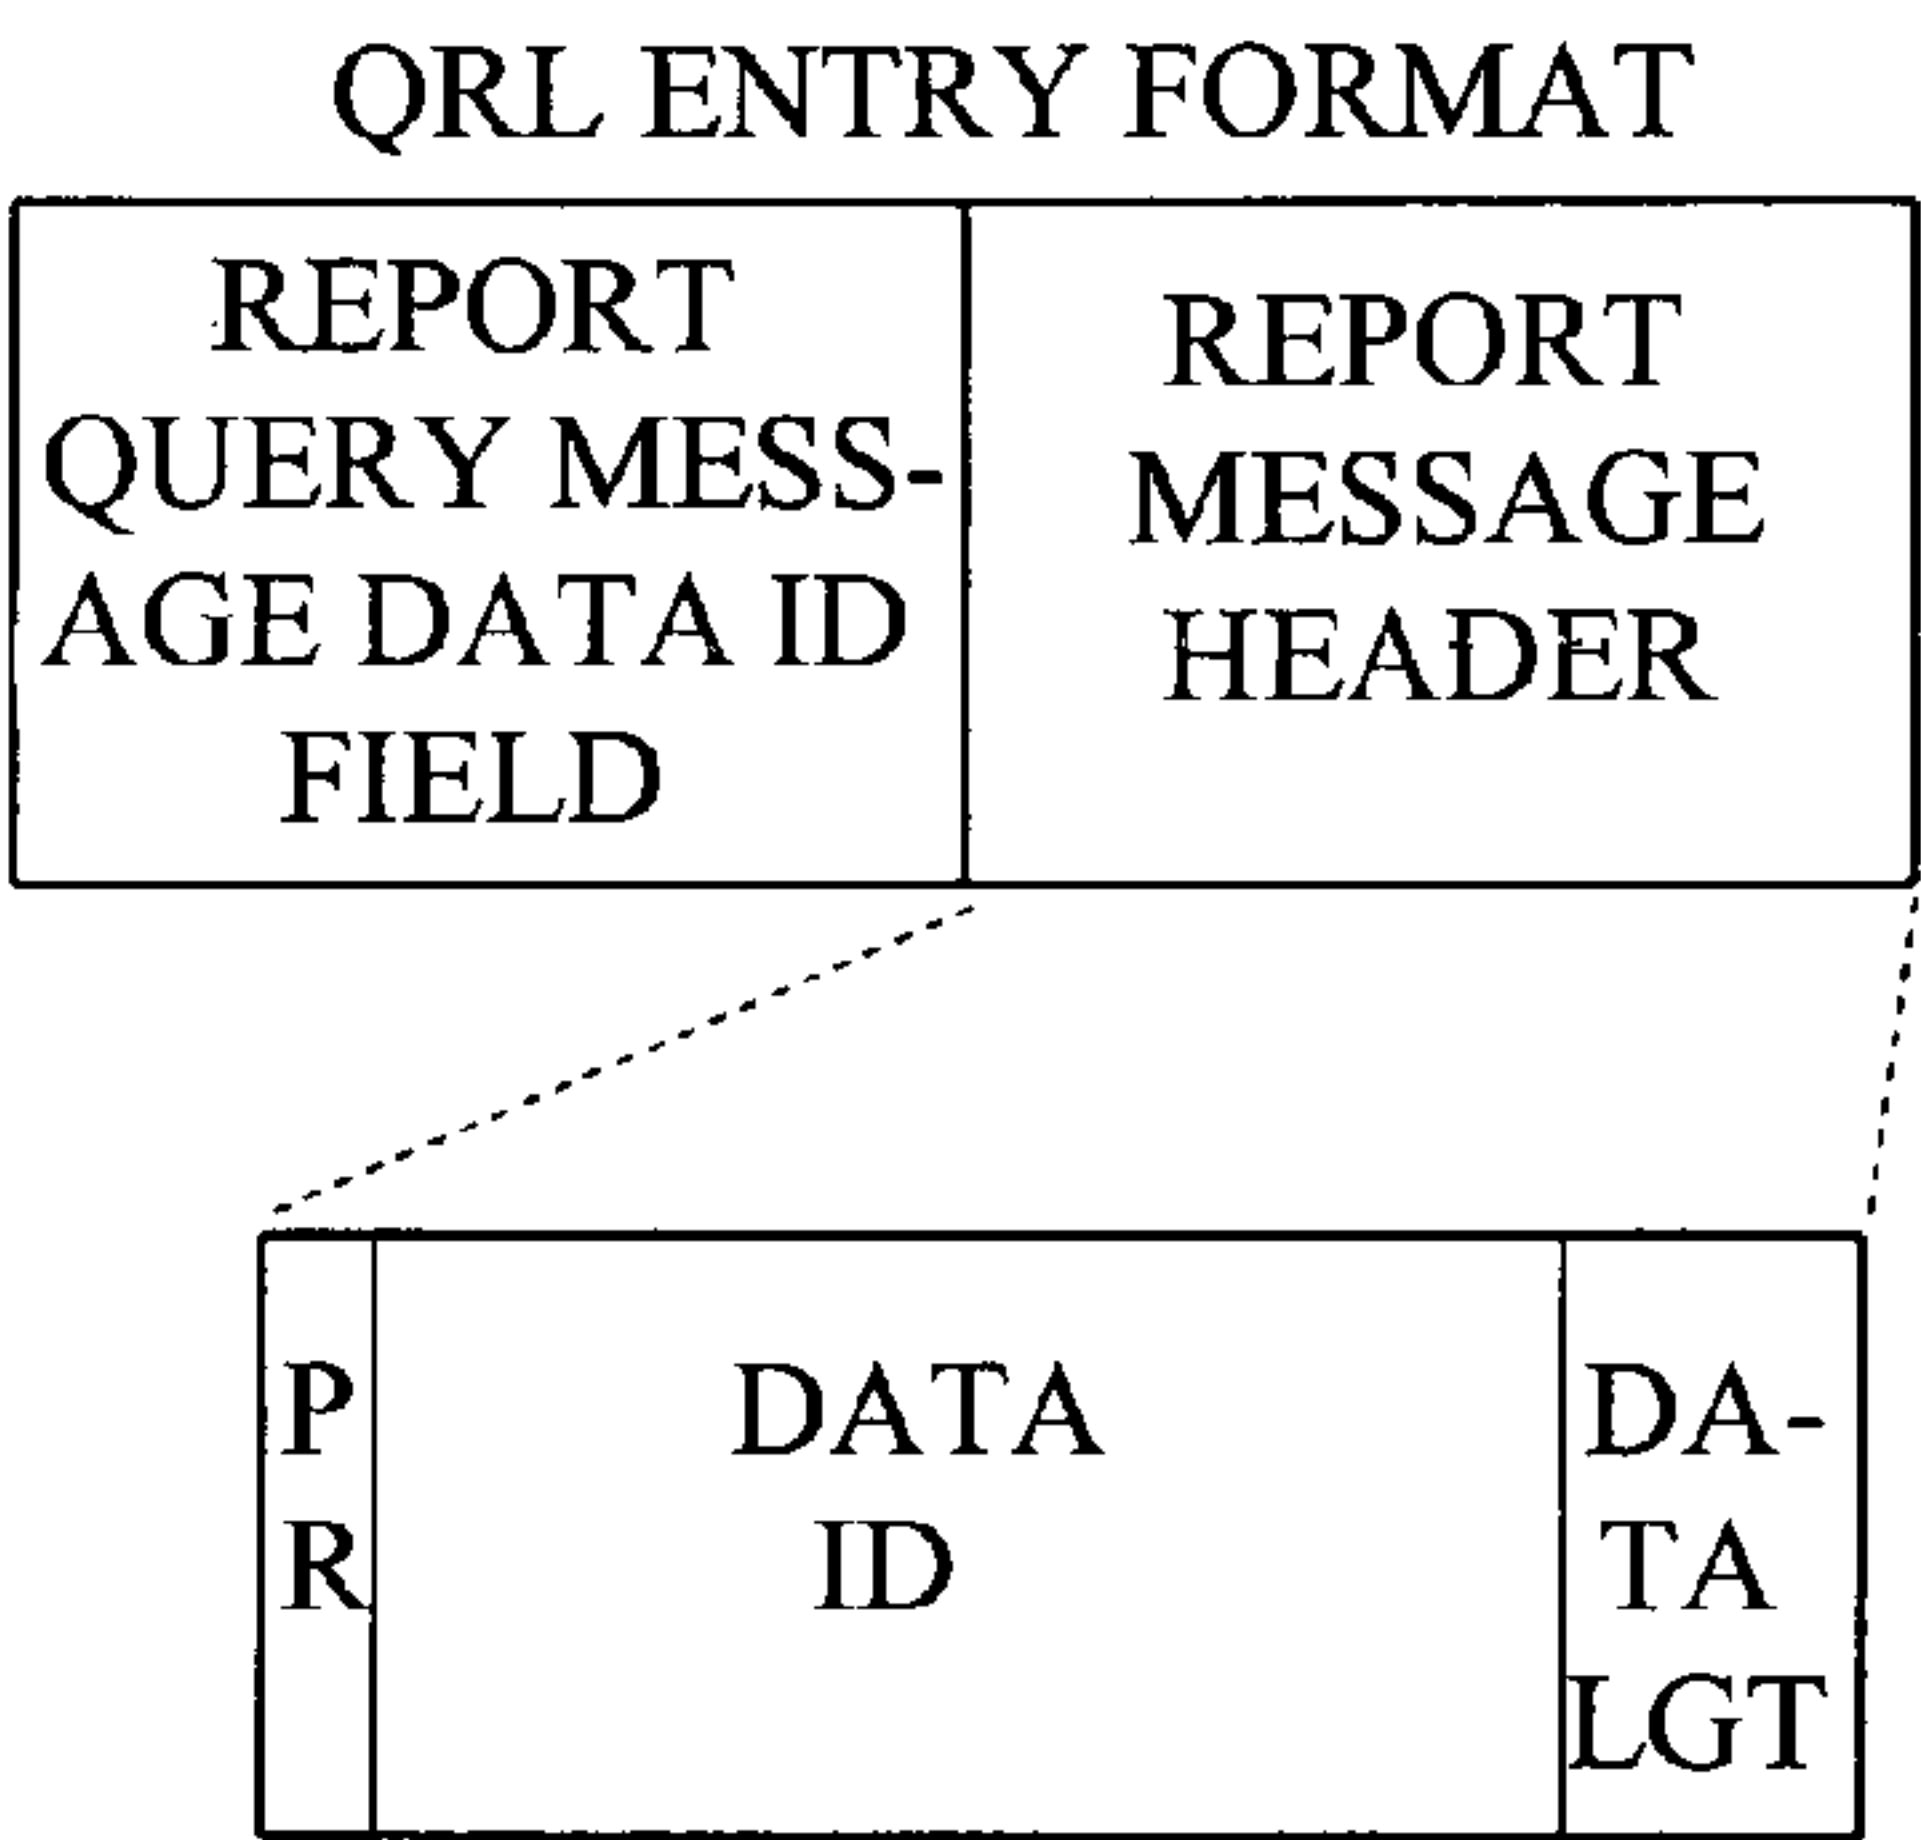 QRL ENTRY FORMAT
REPORT
QUERY MESS-
AGE DATA ID
FIELD
REPORT
MESSAGE
HEADER
P
R
DATA
ID
DA-
TA
LGT